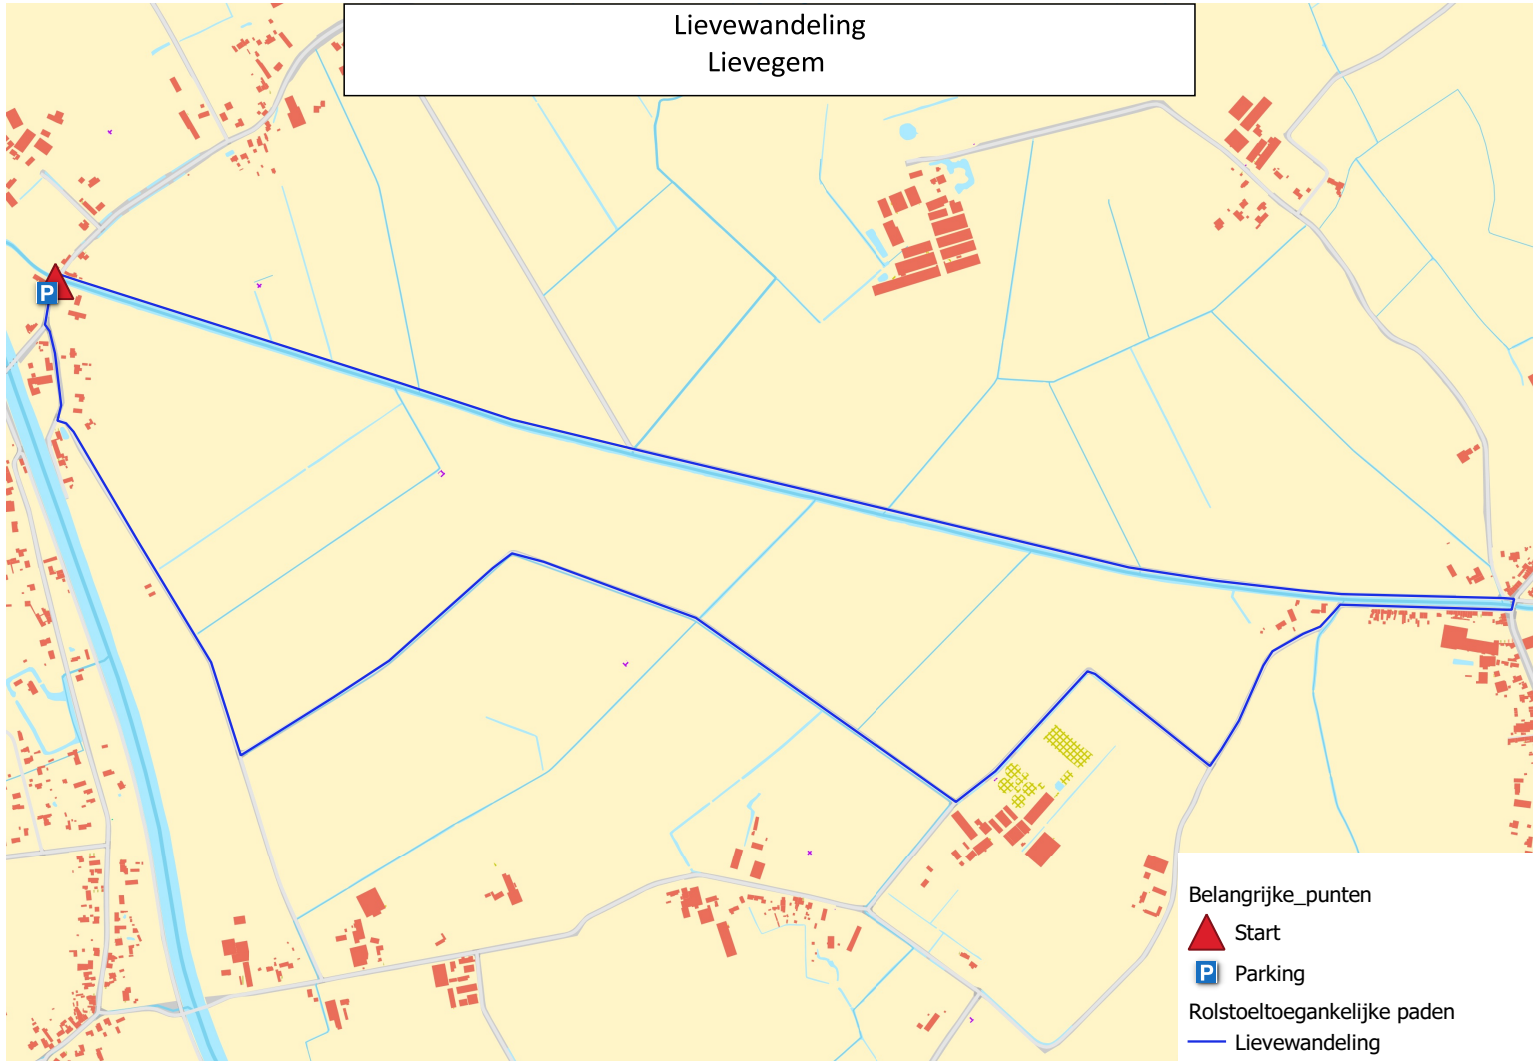 Lievewandeling
Lievegem
P
Belangrijke_punten
Start
P Parking
Rolstoeltoegankelijke paden
Lievewandeling